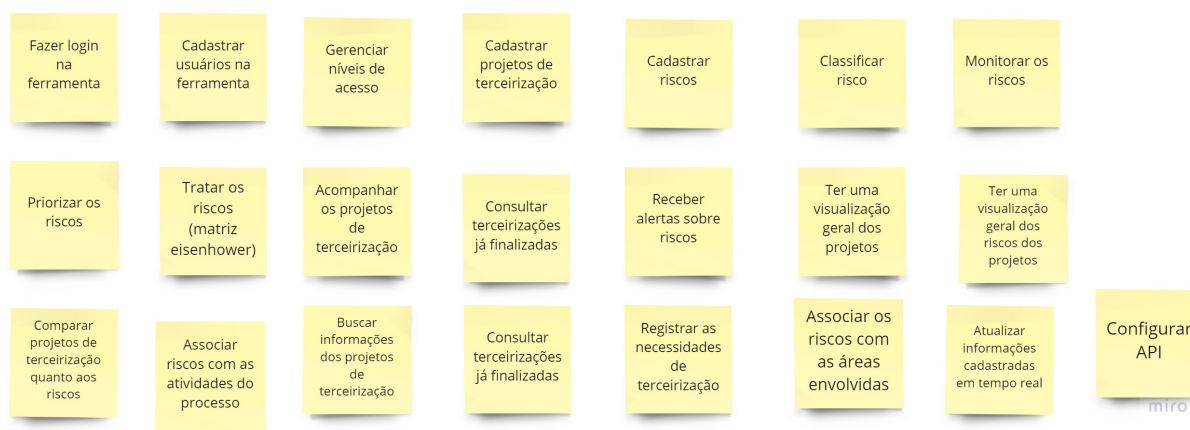 Fazer login
na
ferramenta
Cadastrar
usuários na
ferramenta
Gerenciar
níveis de
acesso
Cadastrar
projetos de
terceirização
Cadastrar
riscos
Classificar
risco
Monitorar os
riscos
Priorizar os
riscos
Tratar os
riscos
(matriz
eisenhower)
Acompanhar
os projetos
de
terceirização
Consultar
terceirizações
já finalizadas
Receber
alertas sobre
riscos
Ter uma
visualização
geral dos
projetos
Ter uma
visualização
geral dos
riscos dos
projetos
Comparar
projetos de
terceirização
quanto aos
riscos
Associar
riscos com as
atividades do
processo
Buscar
informações
dos projetos
de
terceirização
Consultar
terceirizações
já finalizadas
Registrar as
necessidades
de
terceirização
Associar os
riscos com
as áreas
envolvidas
Atualizar
informações
cadastradas
em tempo real
Configurar
API
miro